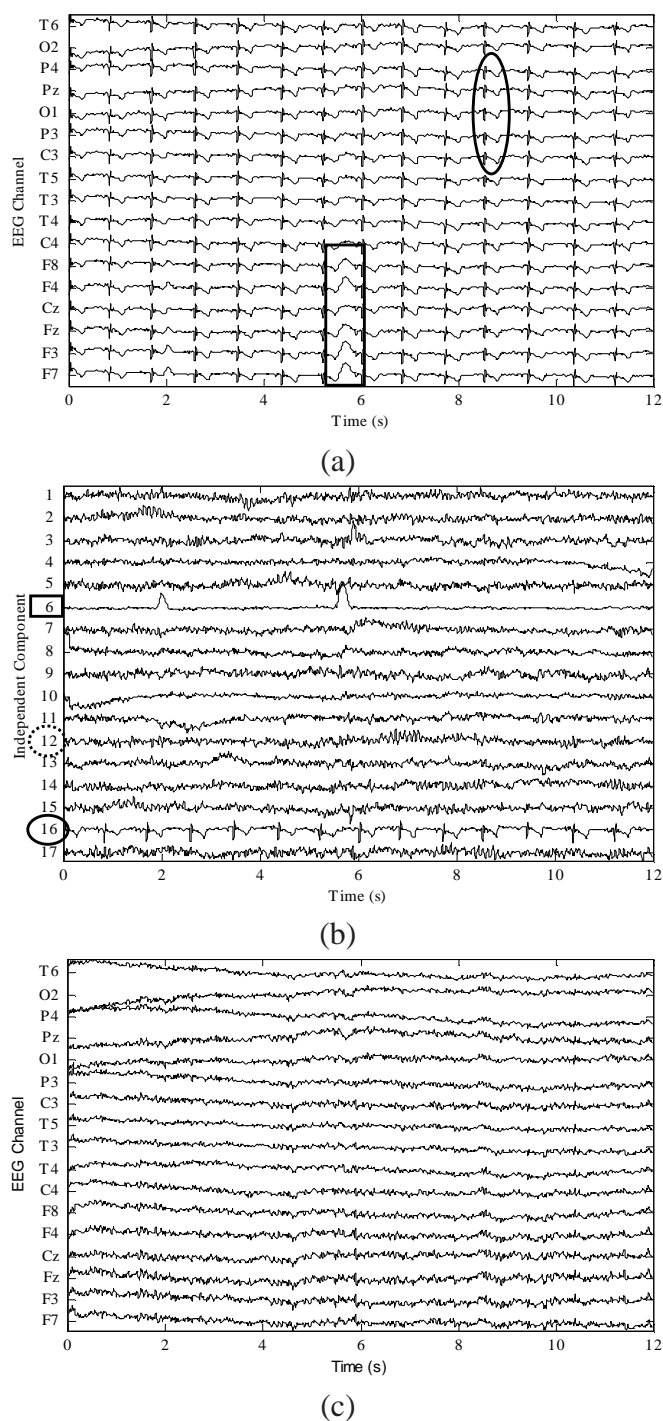 T6
O2
P4
Pz
O1
P3
C3
T5
T3
T4
C4
F8
F4
Cz
Fz
F3
F7
EEG Channel
0 2 4 6 8 10 12
Time (s)
(a)
1
2
3
4
5
6
7
8
9
10
11
12
13
14
15
16
17
Independent Component
0 2 4 6 8 10 12
Time (s)
(b)
T6
O2
P4
Pz
O1
P3
C3
T5
T3
T4
C4
F8
F4
Cz
Fz
F3
F7
EEG Channel
0 2 4 6 8 10 12
Time (s)
(c)